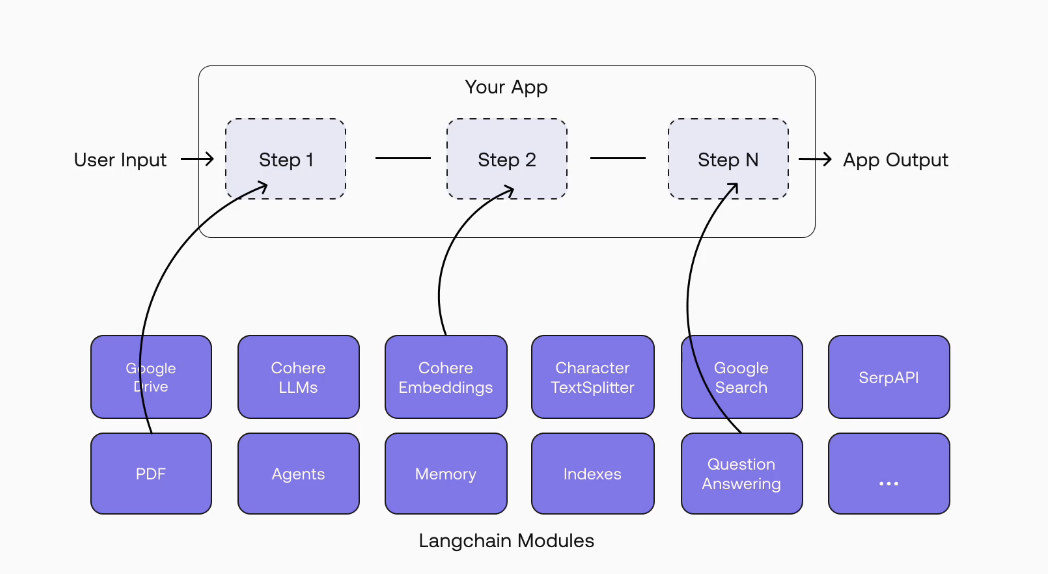 Your App
User Input
Step 1
Step 2
Step N
App Output
Google
Drive
Cohere
LLMs
Cohere
Embeddings
Character
TextSplitter
Google
Search
SerpAPI
PDF
Agents
Memory
Indexes
Question
Answering
...
Langchain Modules